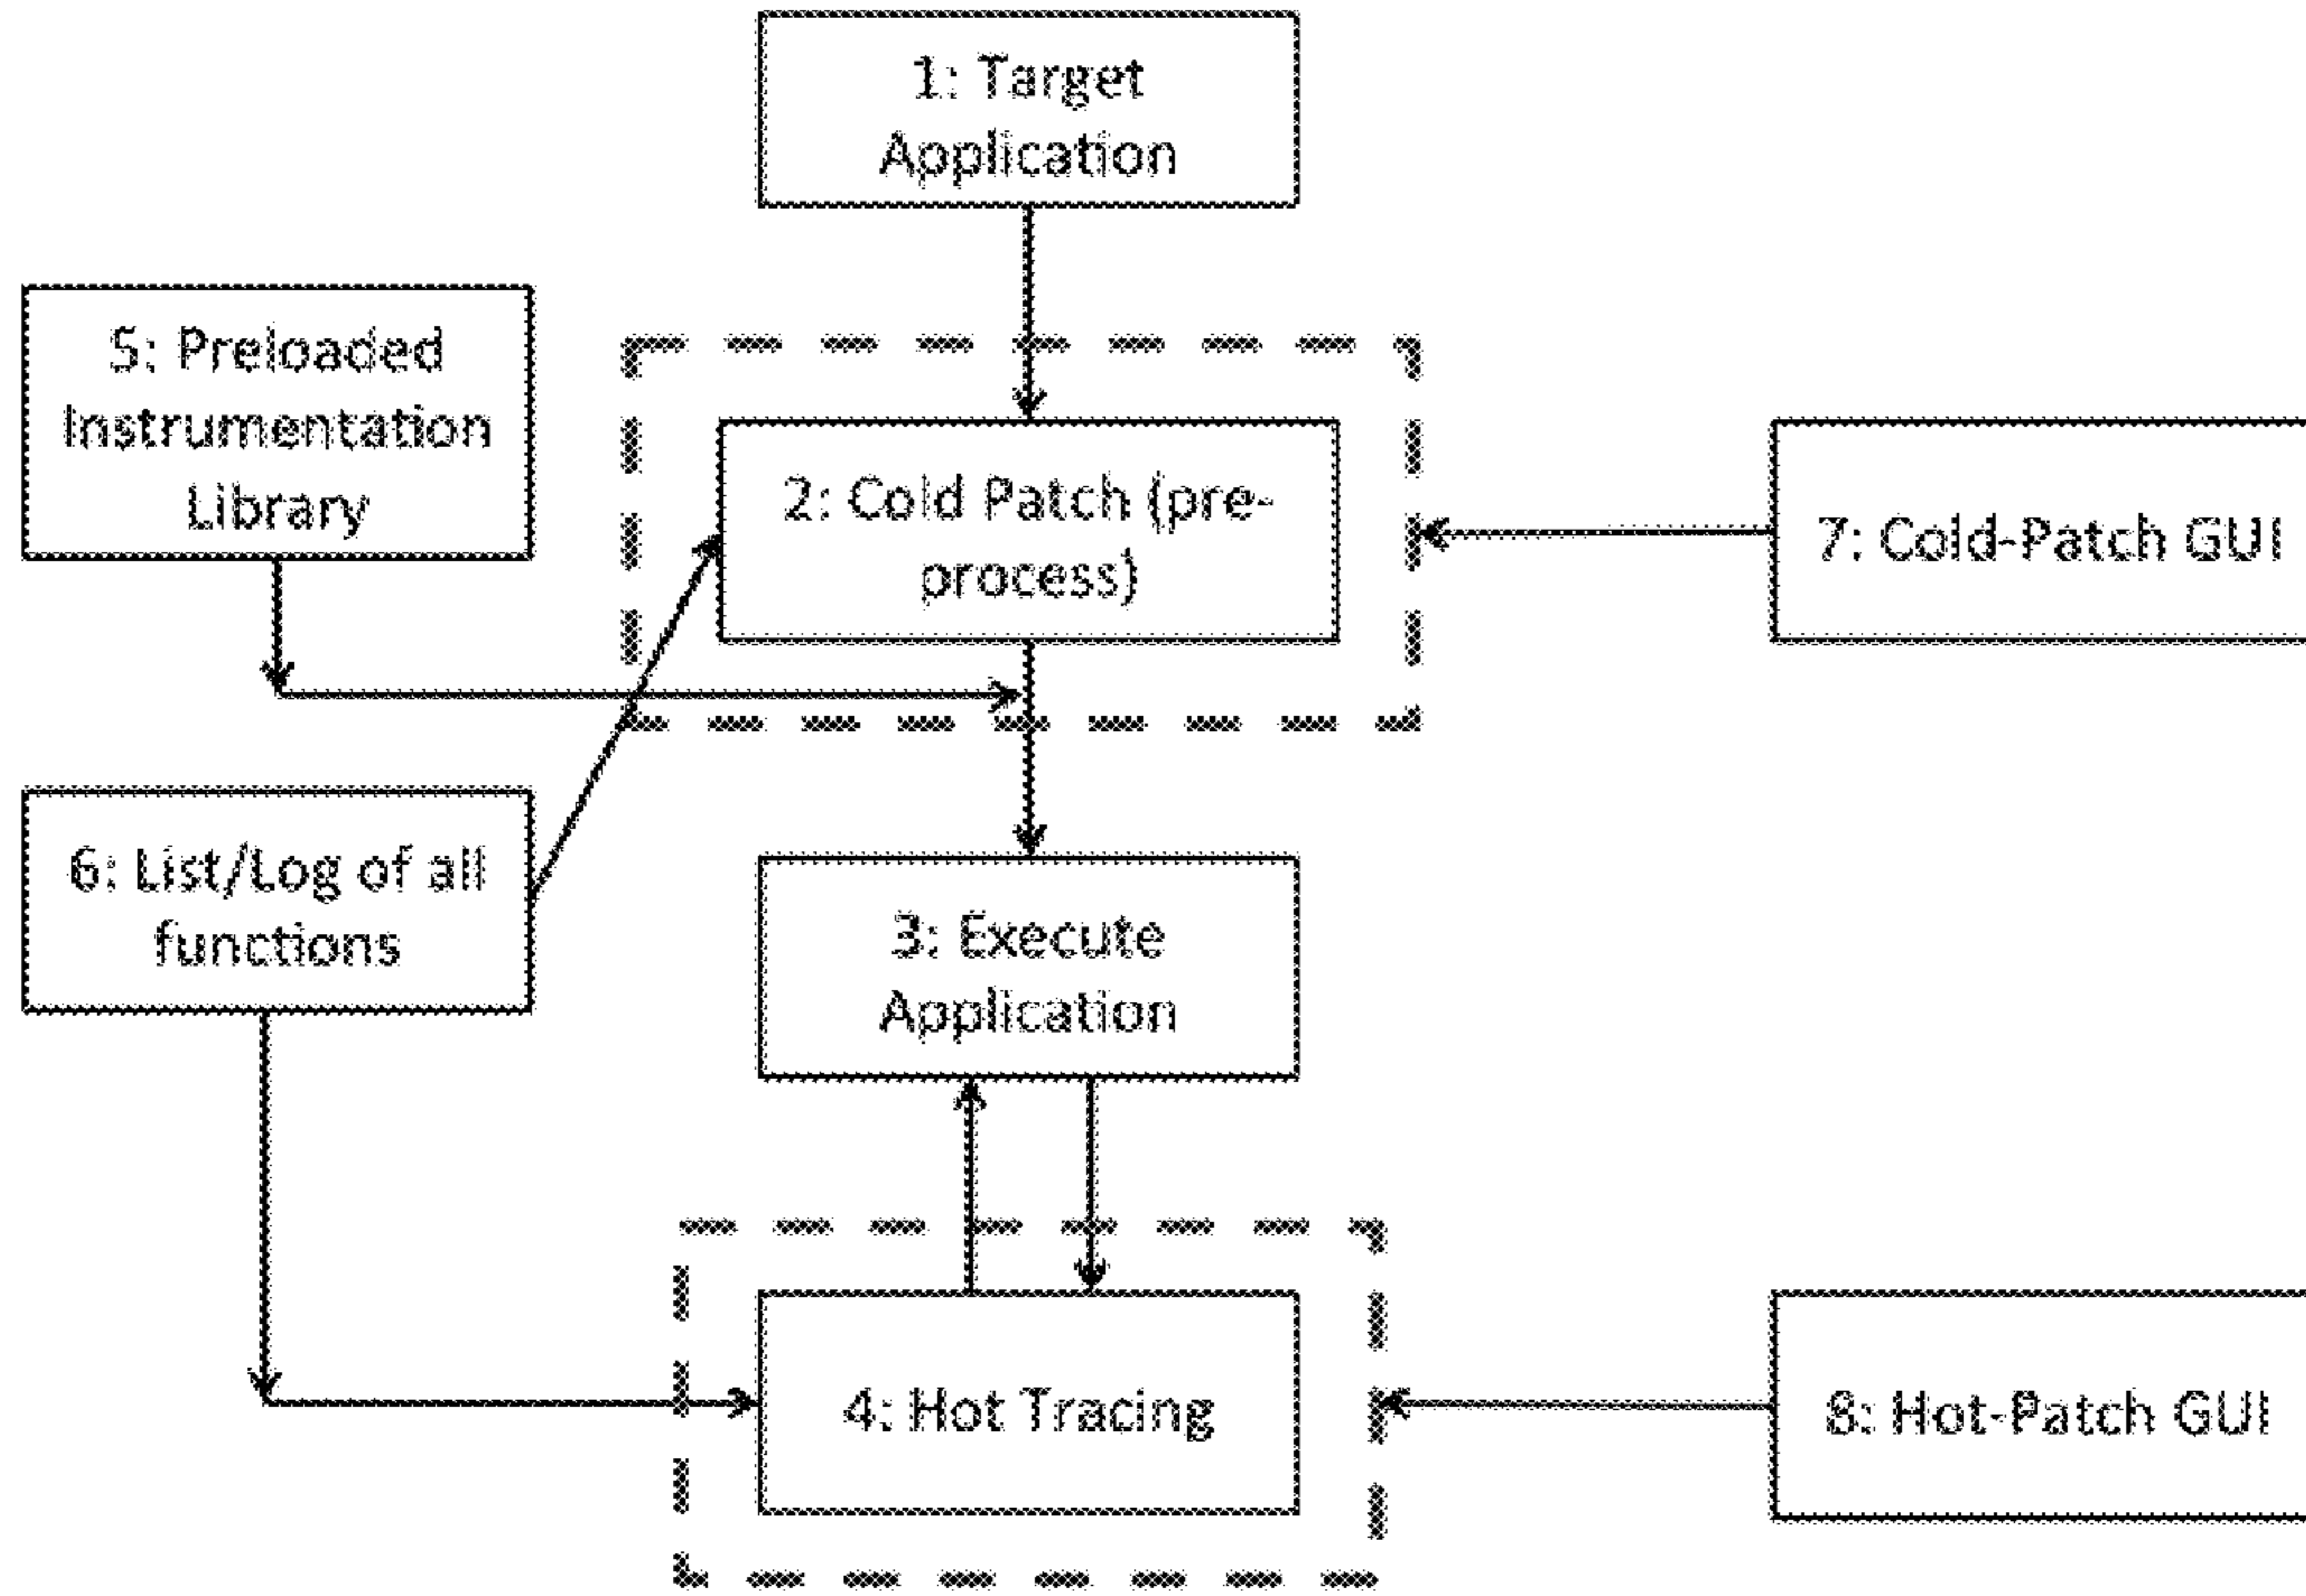 1: Target
Application
5: Preloaded
Instrumentation
Library
2: Cold Patch (pre-
process)
7: Cold-Patch GUI
6: List/Log of all
functions
3: Execute
Application
4: Hot Tracing
8: Hot-Patch GUI